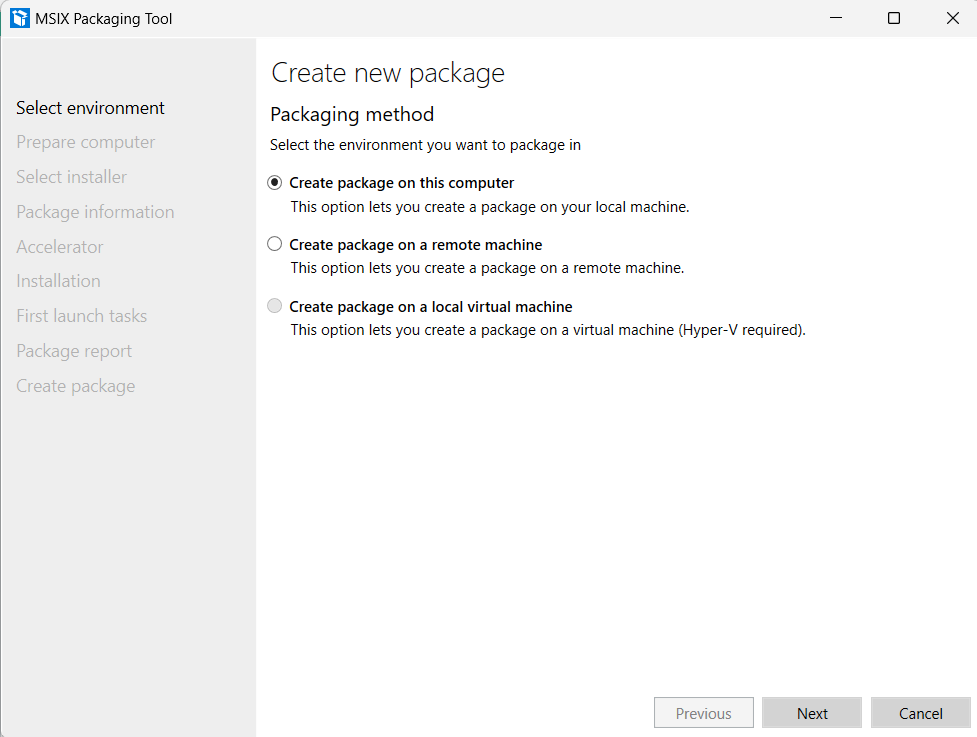 MSIX Packaging Tool
Select environment
Prepare computer
Select installer
Package information
Accelerator
Installation
First launch tasks
Package report
Create package
Create new package
Packaging method
Select the environment you want to package in
Create package on this computer
This option lets you create a package on your local machine.
Create package on a remote machine
This option lets you create a package on a remote machine.
Create package on a local virtual machine
This option lets you create a package on a virtual machine (Hyper-V required).
Previous
Next
Cancel